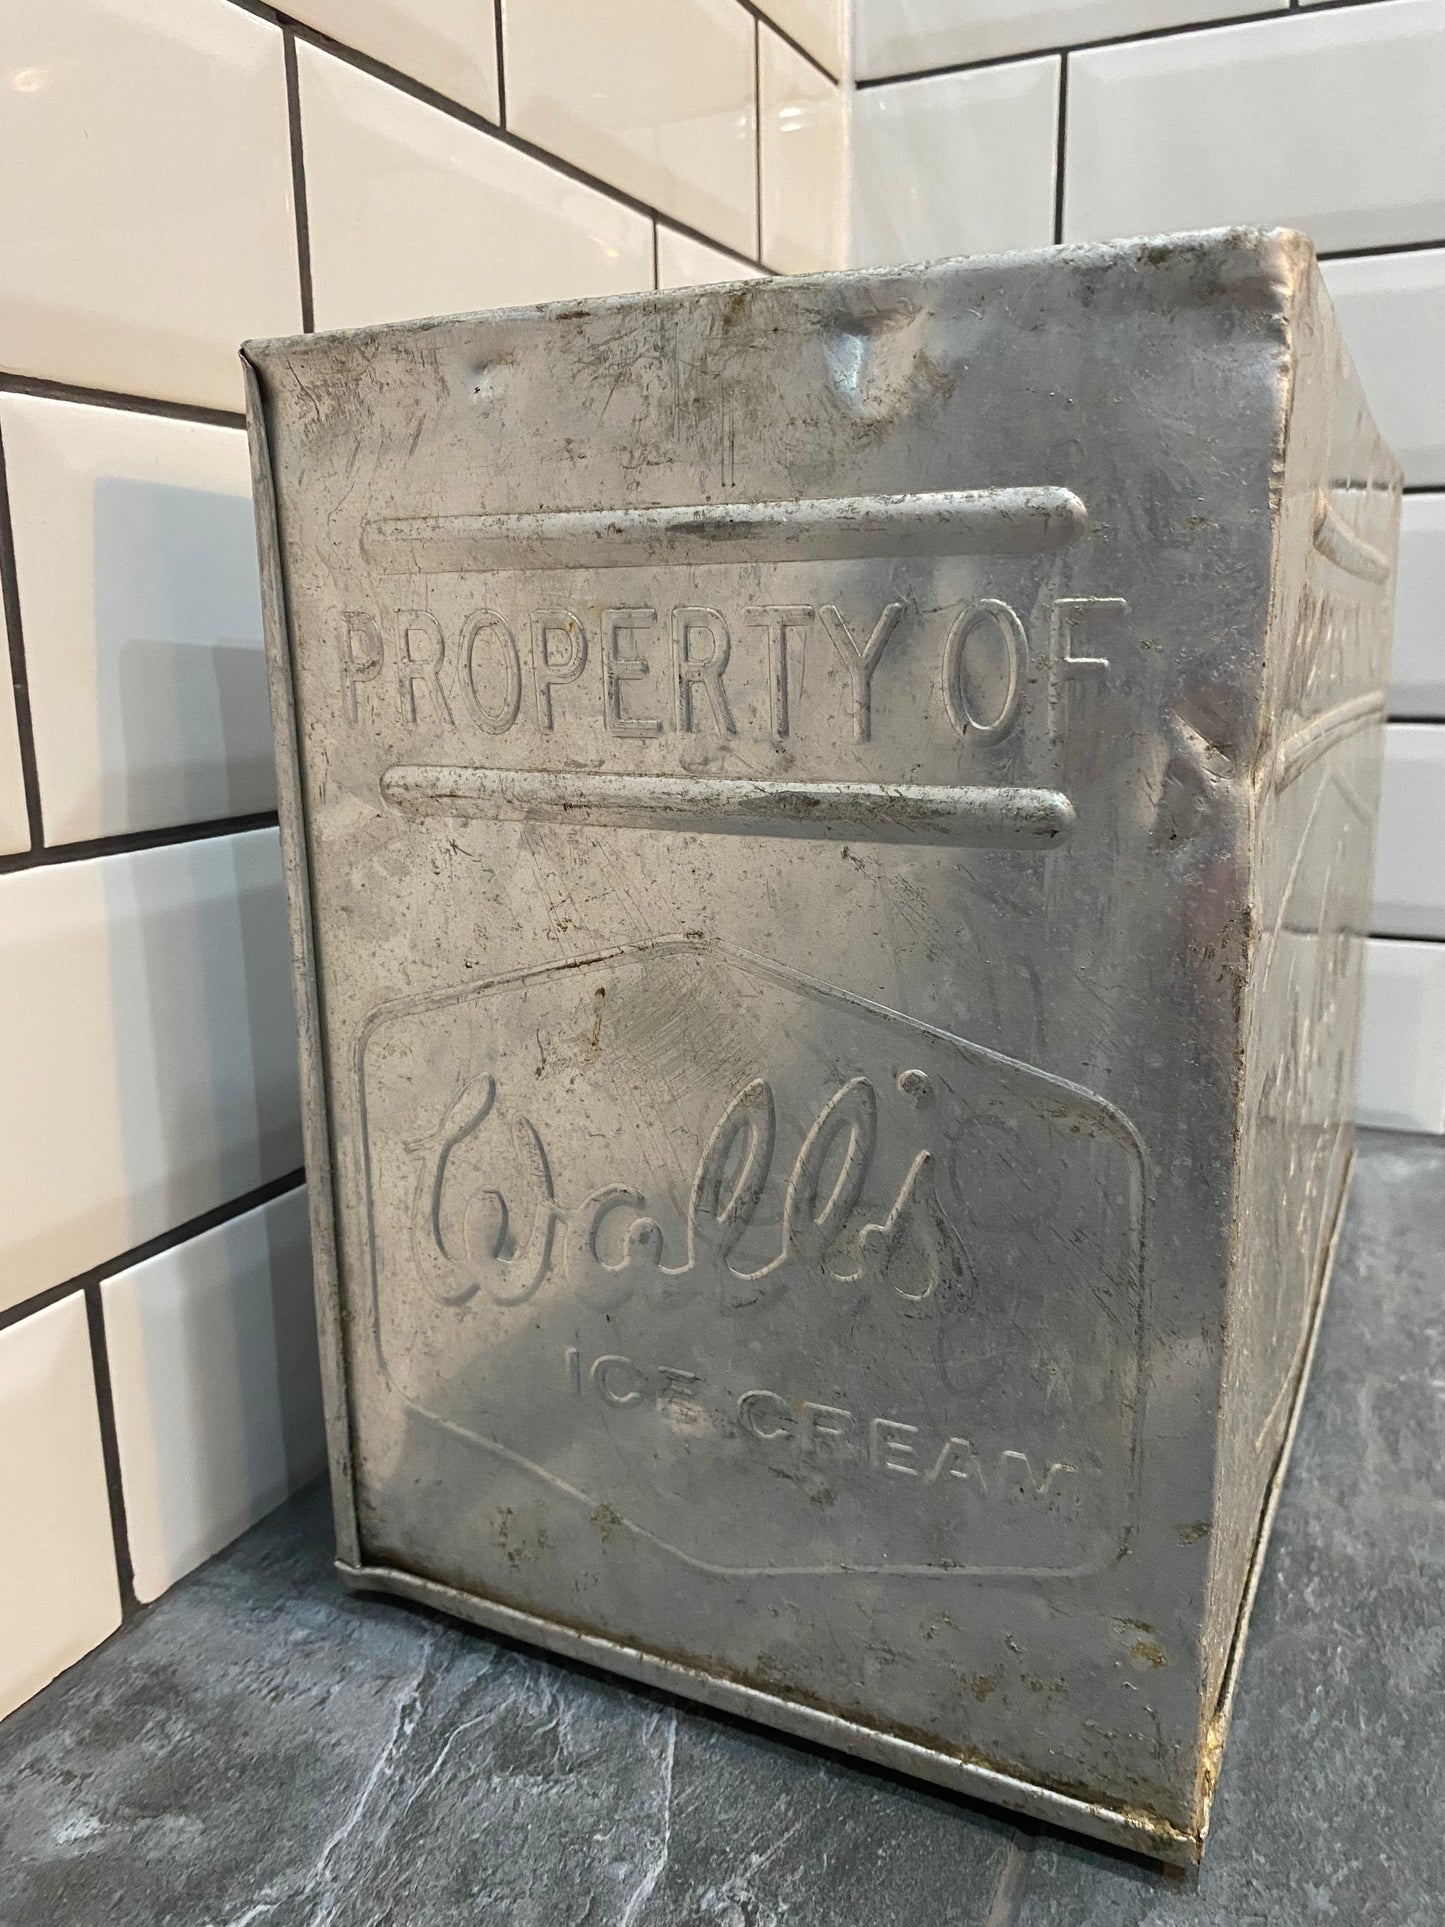 PROPERTY OF
Wall's
ICE CREAM